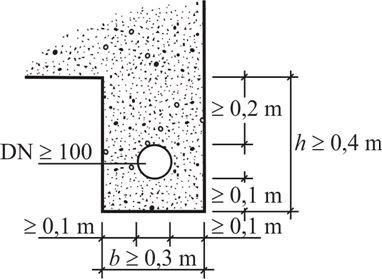 ≥ 0,2 m
h ≥ 0,4 m
DN ≥ 100
≥ 0,1 m
≥ 0,1 m
≥ 0,1 m
b ≥ 0,3 m